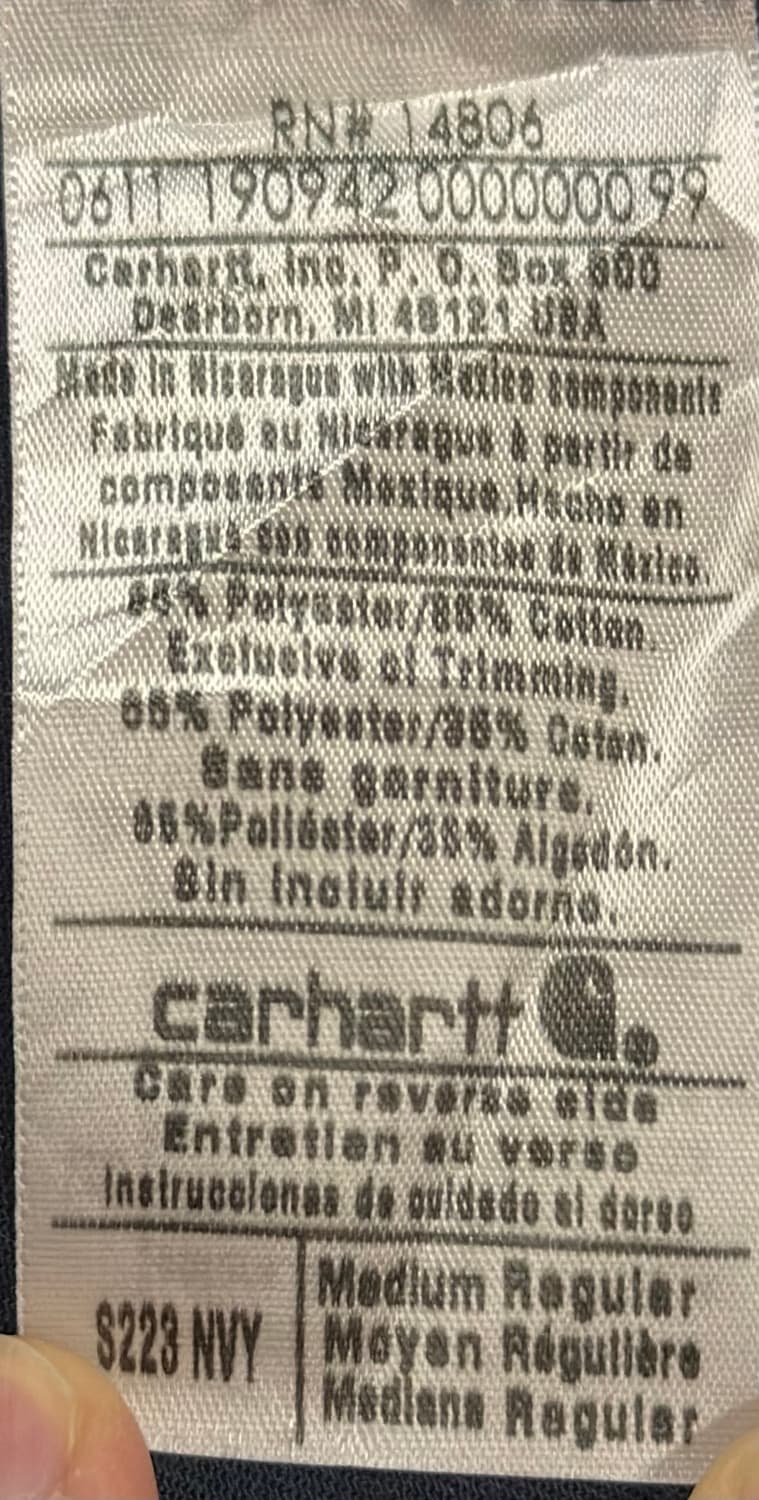 RN# 14806
0611 190942 0000000 99
Carhartt, Inc. P. O. Box 600
Dearborn, MI 48121 USA
Made in Nicaragua with Mexico components
Fabriqué au Nicaragua à partir de
composants Mexique,Hecho en
Nicaragua con componentes de México.
65% Polyester/35% Cotton.
Exclusive of Trimming.
65% Polyester/35% Coton.
Sans garniture.
65%Poliéster/35% Algodón.
Sin incluir adorno.
carhartt
Care on reverse side
Entretien au verso
Instrucciones de cuidado al dorso
S223 NVY
Medium Regular
Moyen Régulière
Mediana Regular